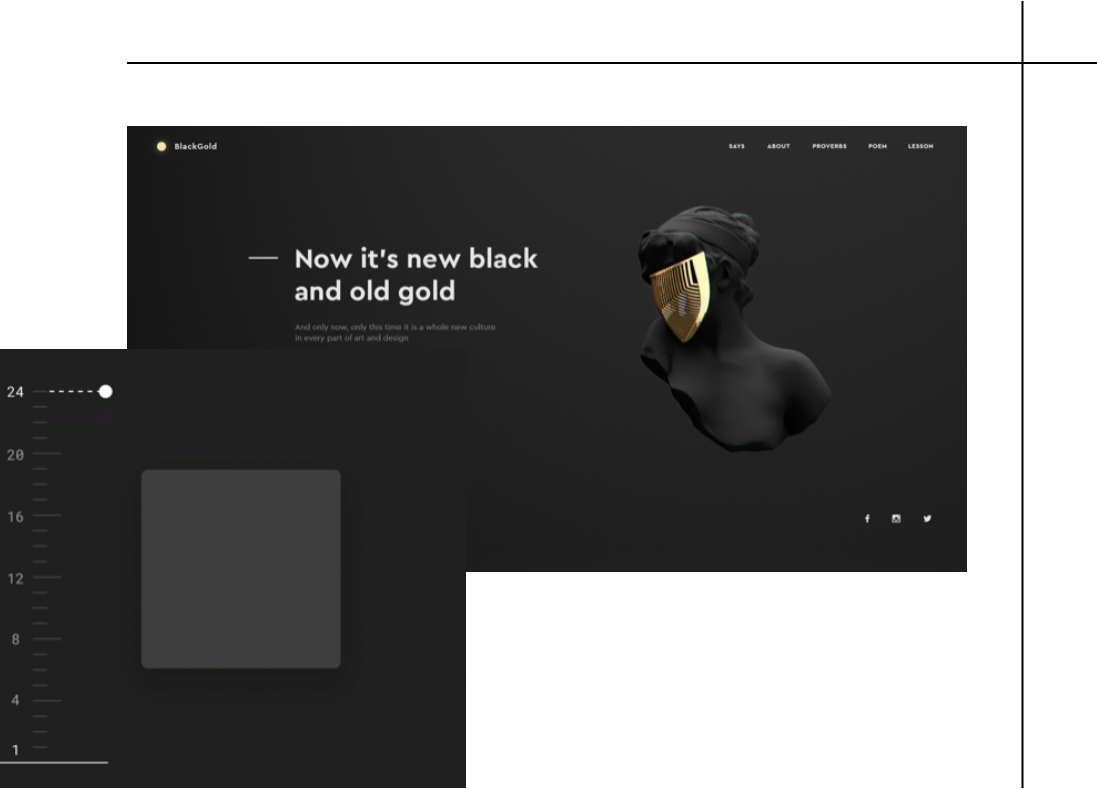 BlackGold
SAYS ABOUT PROVERBS POEM LESSON
Now it's new black
and old gold
And only now, only this time it is a whole new culture
in every part of art and design
24
20
16
12
8
4
1